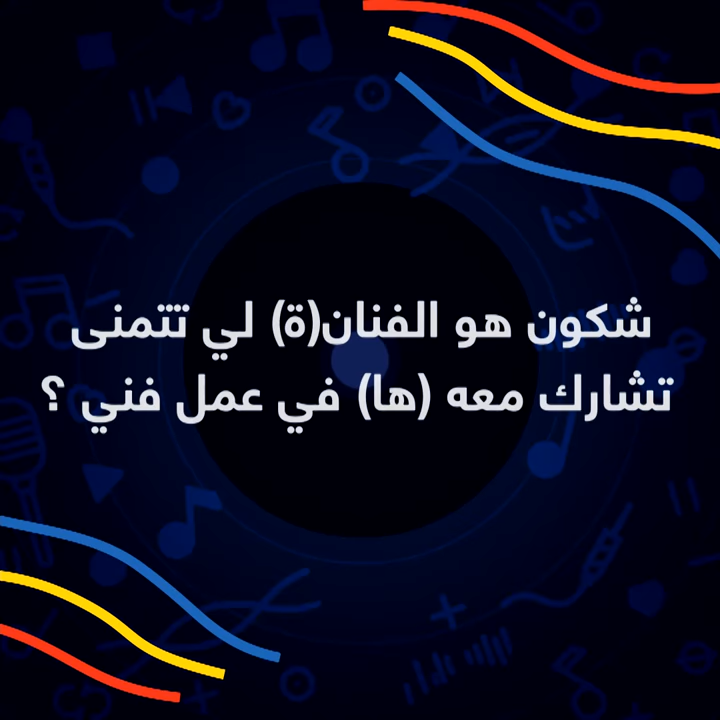 شكون هو الفنان(ة) لي تتمنى
تشارك معه (ها) في عمل فني ؟